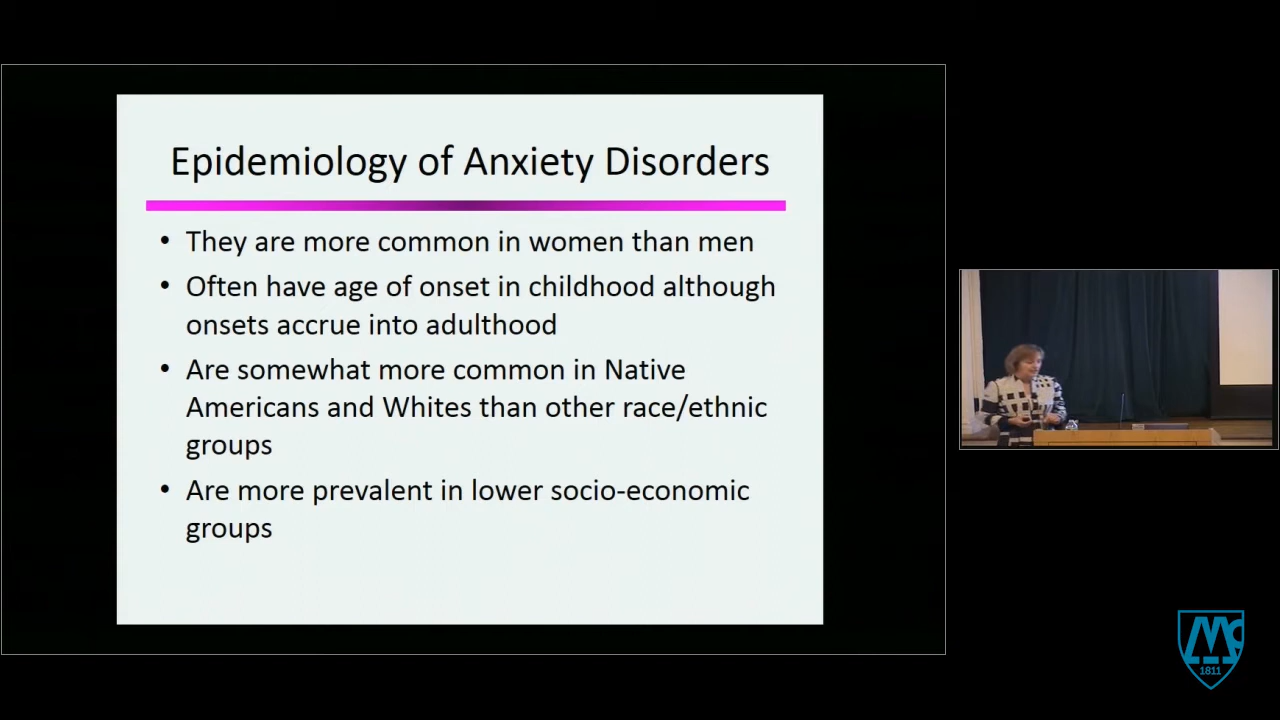 Epidemiology of Anxiety Disorders
• They are more common in women than men
• Often have age of onset in childhood although
onsets accrue into adulthood
• Are somewhat more common in Native
Americans and Whites than other race/ethnic
groups
• Are more prevalent in lower socio-economic
groups
1811